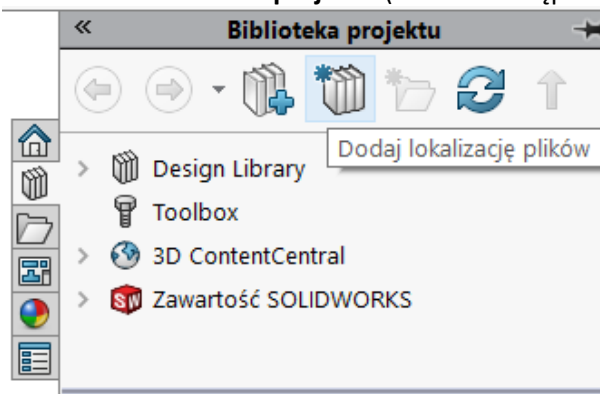 Biblioteka projektu
Dodaj lokalizację plików
Design Library
Toolbox
3D ContentCentral
Zawartość SOLIDWORKS